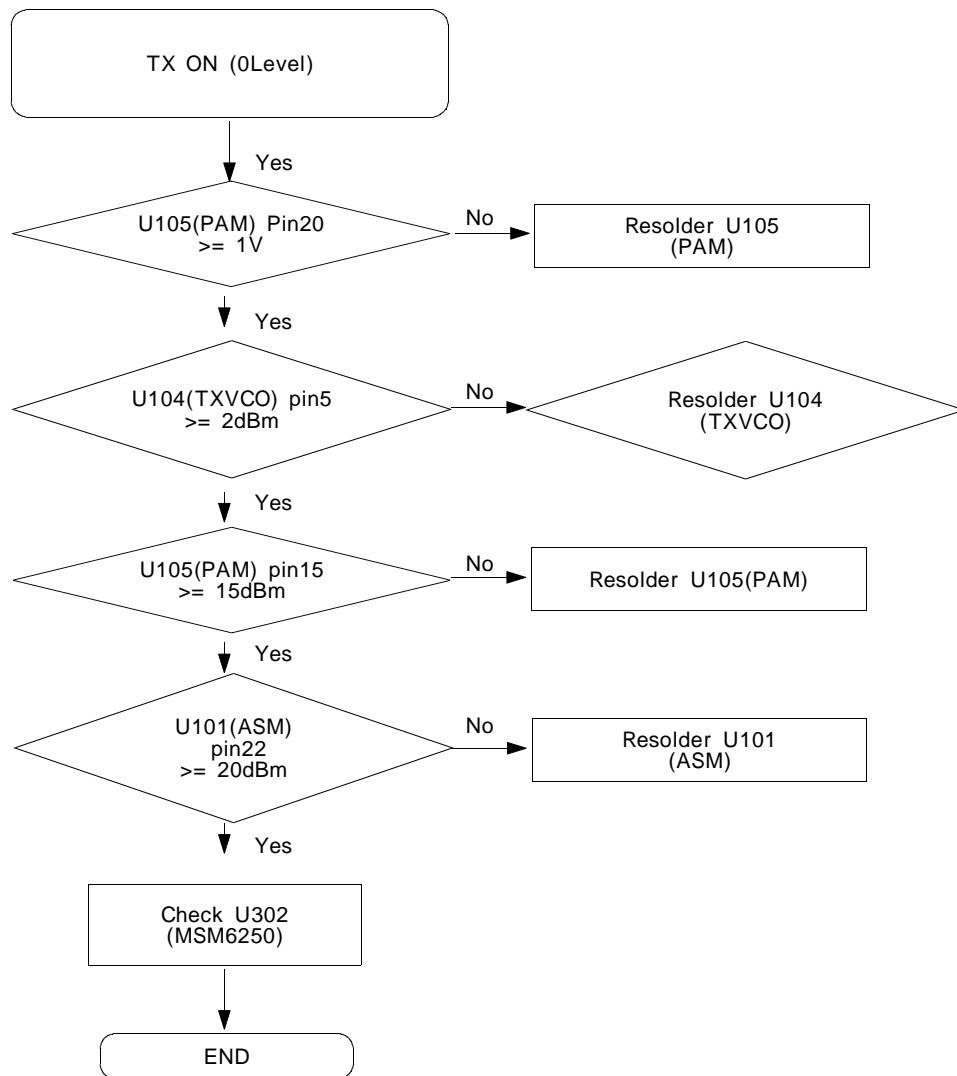 TX ON (0Level)
Yes
U105(PAM) Pin20
>= 1V
No
Resolder U105
(PAM)
Yes
U104(TXVCO) pin5
>= 2dBm
No
Resolder U104
(TXVCO)
Yes
U105(PAM) pin15
>= 15dBm
No
Resolder U105(PAM)
Yes
U101(ASM)
pin22
>= 20dBm
No
Resolder U101
(ASM)
Yes
Check U302
(MSM6250)
END